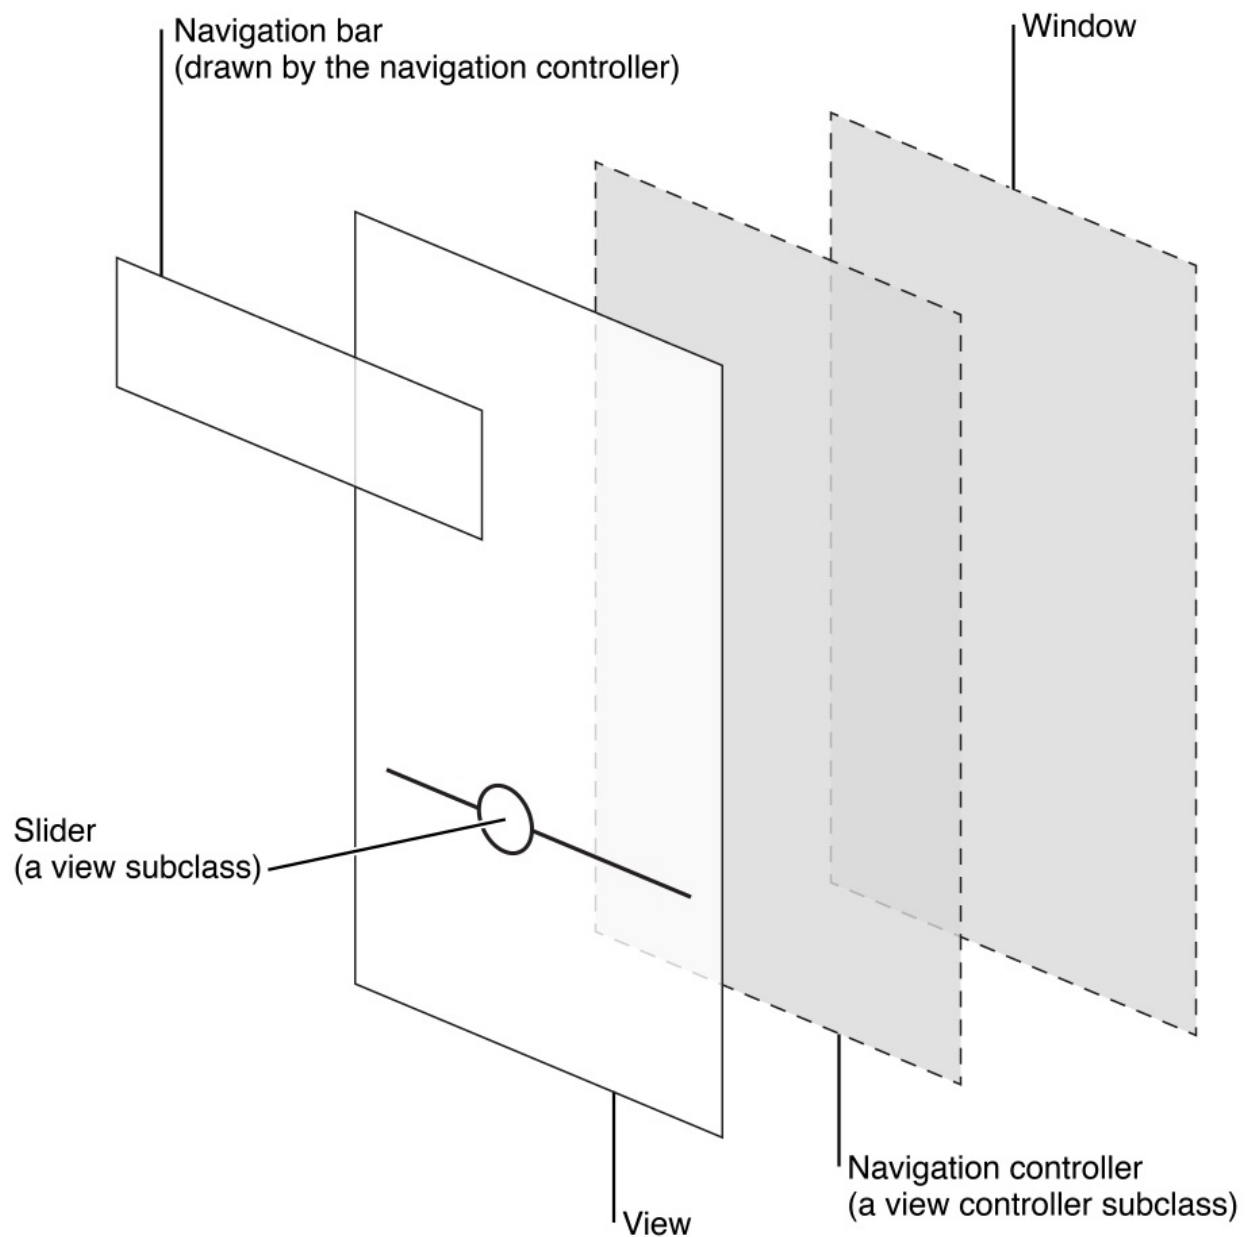 Navigation bar
(drawn by the navigation controller)
Window
Slider
(a view subclass)
Navigation controller
(a view controller subclass)
View